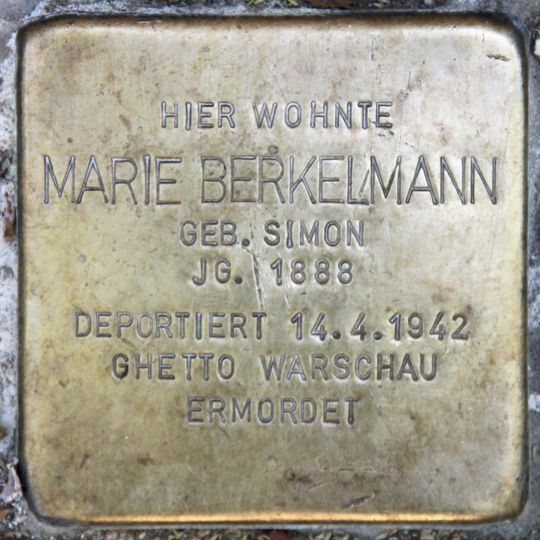 HIER WOHNTE
MARIE BERKELMANN
GEB. SIMON
JG. 1888
DEPORTIERT 14.4.1942
GHETTO WARSCHAU
ERMORDET